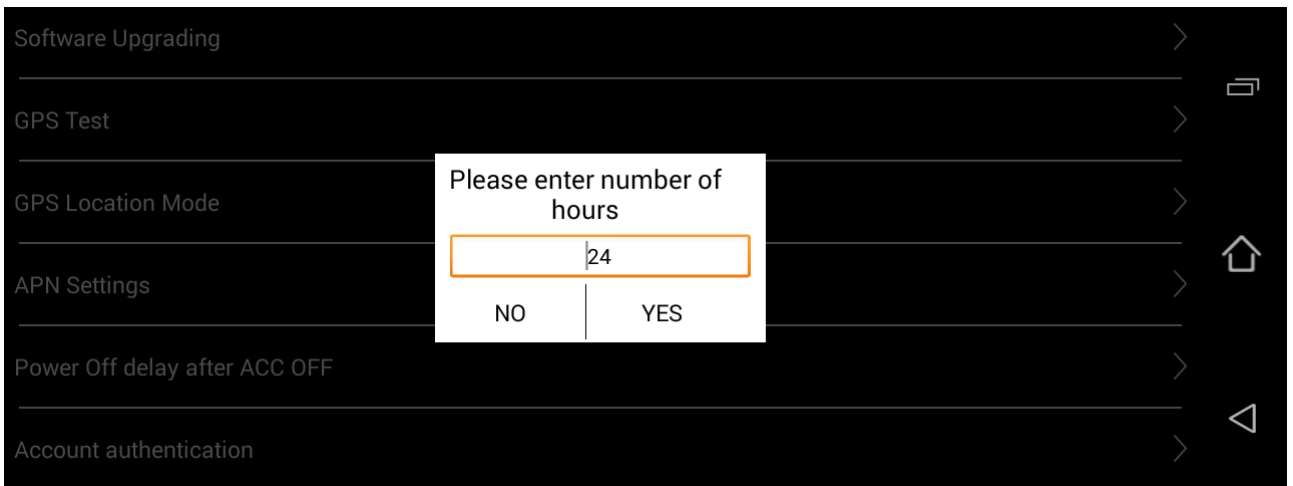 Software Upgrading
GPS Test
GPS Location Mode
APN Settings
Power Off delay after ACC OFF
Account authentication
Please enter number of
hours
24
NO
YES